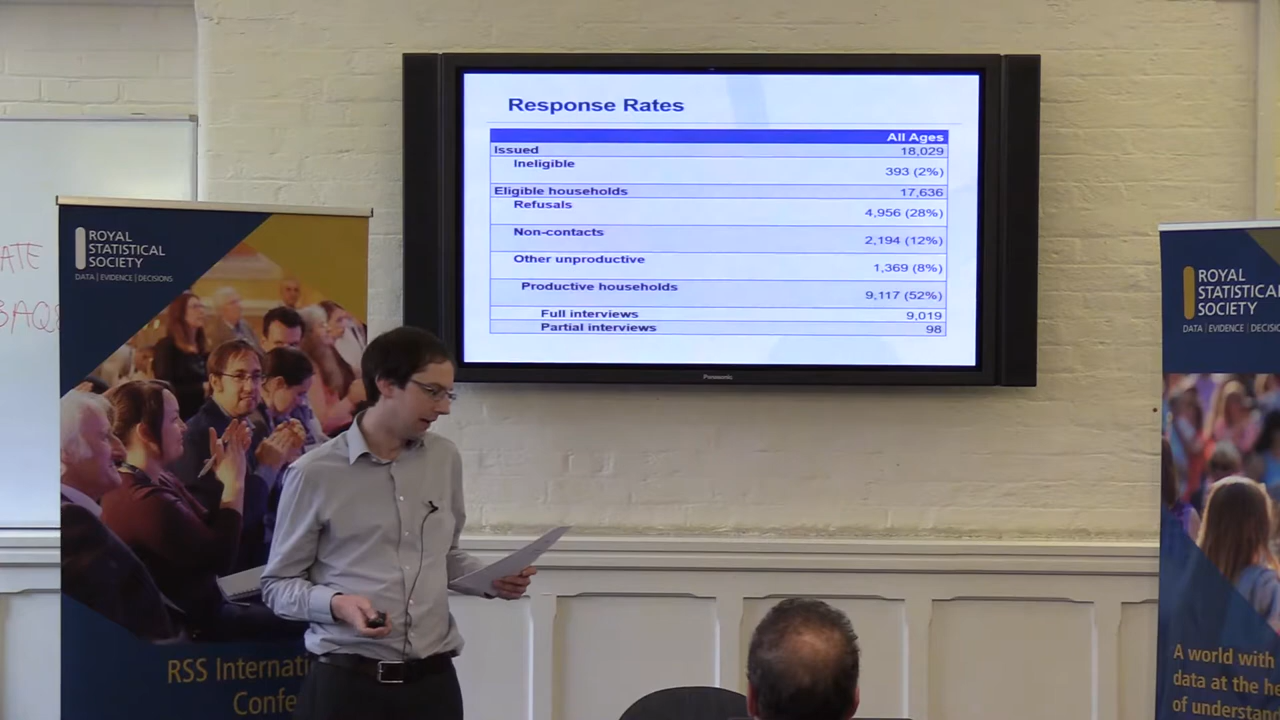 Response Rates
All Ages
Issued 18,029
Ineligible 393 (2%)
Eligible households 17,636
Refusals 4,956 (28%)
Non-contacts 2,194 (12%)
Other unproductive 1,369 (8%)
Productive households 9,117 (52%)
Full interviews 9,019
Partial interviews 98
Panasonic
ATE
BAQS
ROYAL
STATISTICAL
SOCIETY
DATA | EVIDENCE | DECISIONS
RSS Internati
Confe
ROYAL
STATISTICAL
SOCIETY
DATA | EVIDENCE | DECISIO
A world with
data at the he
of understan